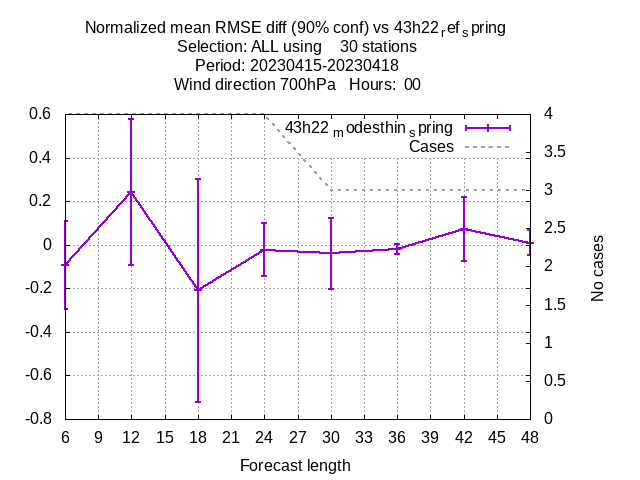 Normalized mean RMSE diff (90% conf) vs 43h22ref spring
Selection: ALL using    30 stations
Period: 20230415-20230418
Wind direction 700hPa   Hours:  00
43h22 modesthin spring
Cases
0.6
0.4
0.2
0
-0.2
-0.4
-0.6
-0.8
4
3.5
3
2.5
2
1.5
1
0.5
0
No cases
6 9 12 15 18 21 24 27 30 33 36 39 42 45 48
Forecast length